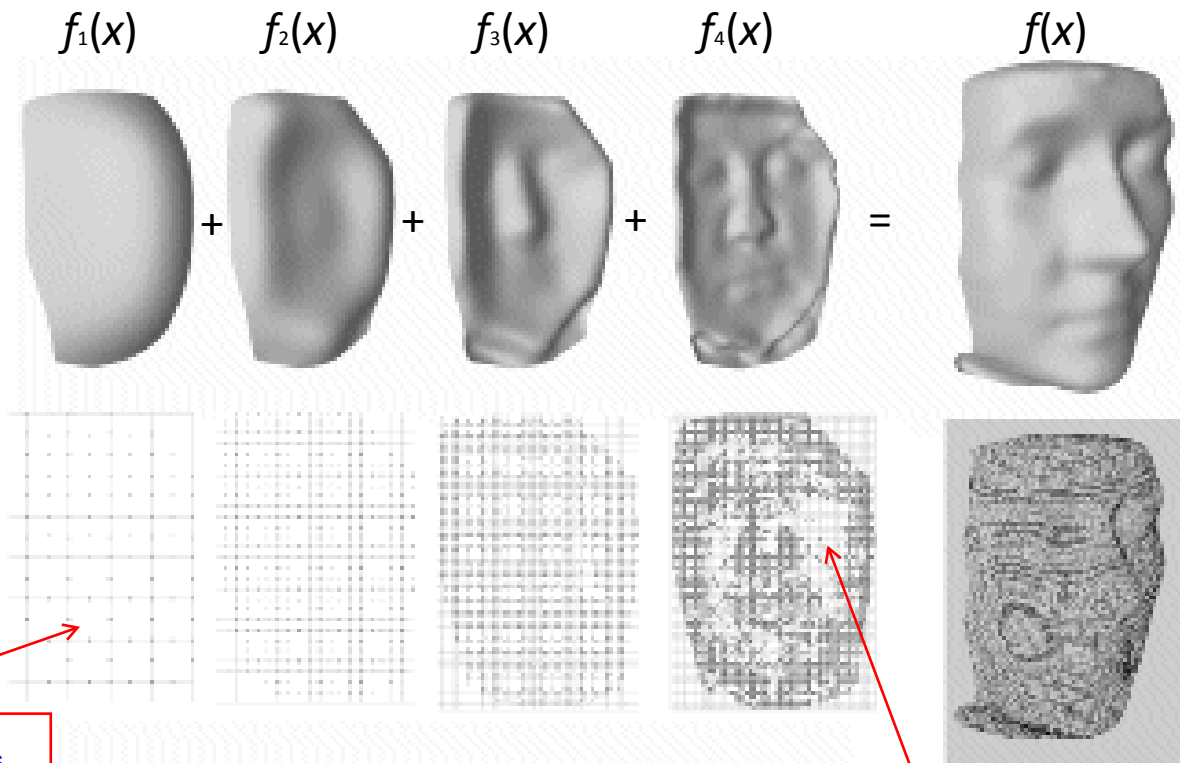 f₁(x) f₂(x) f₃(x) f₄(x) f(x)
+ + + =